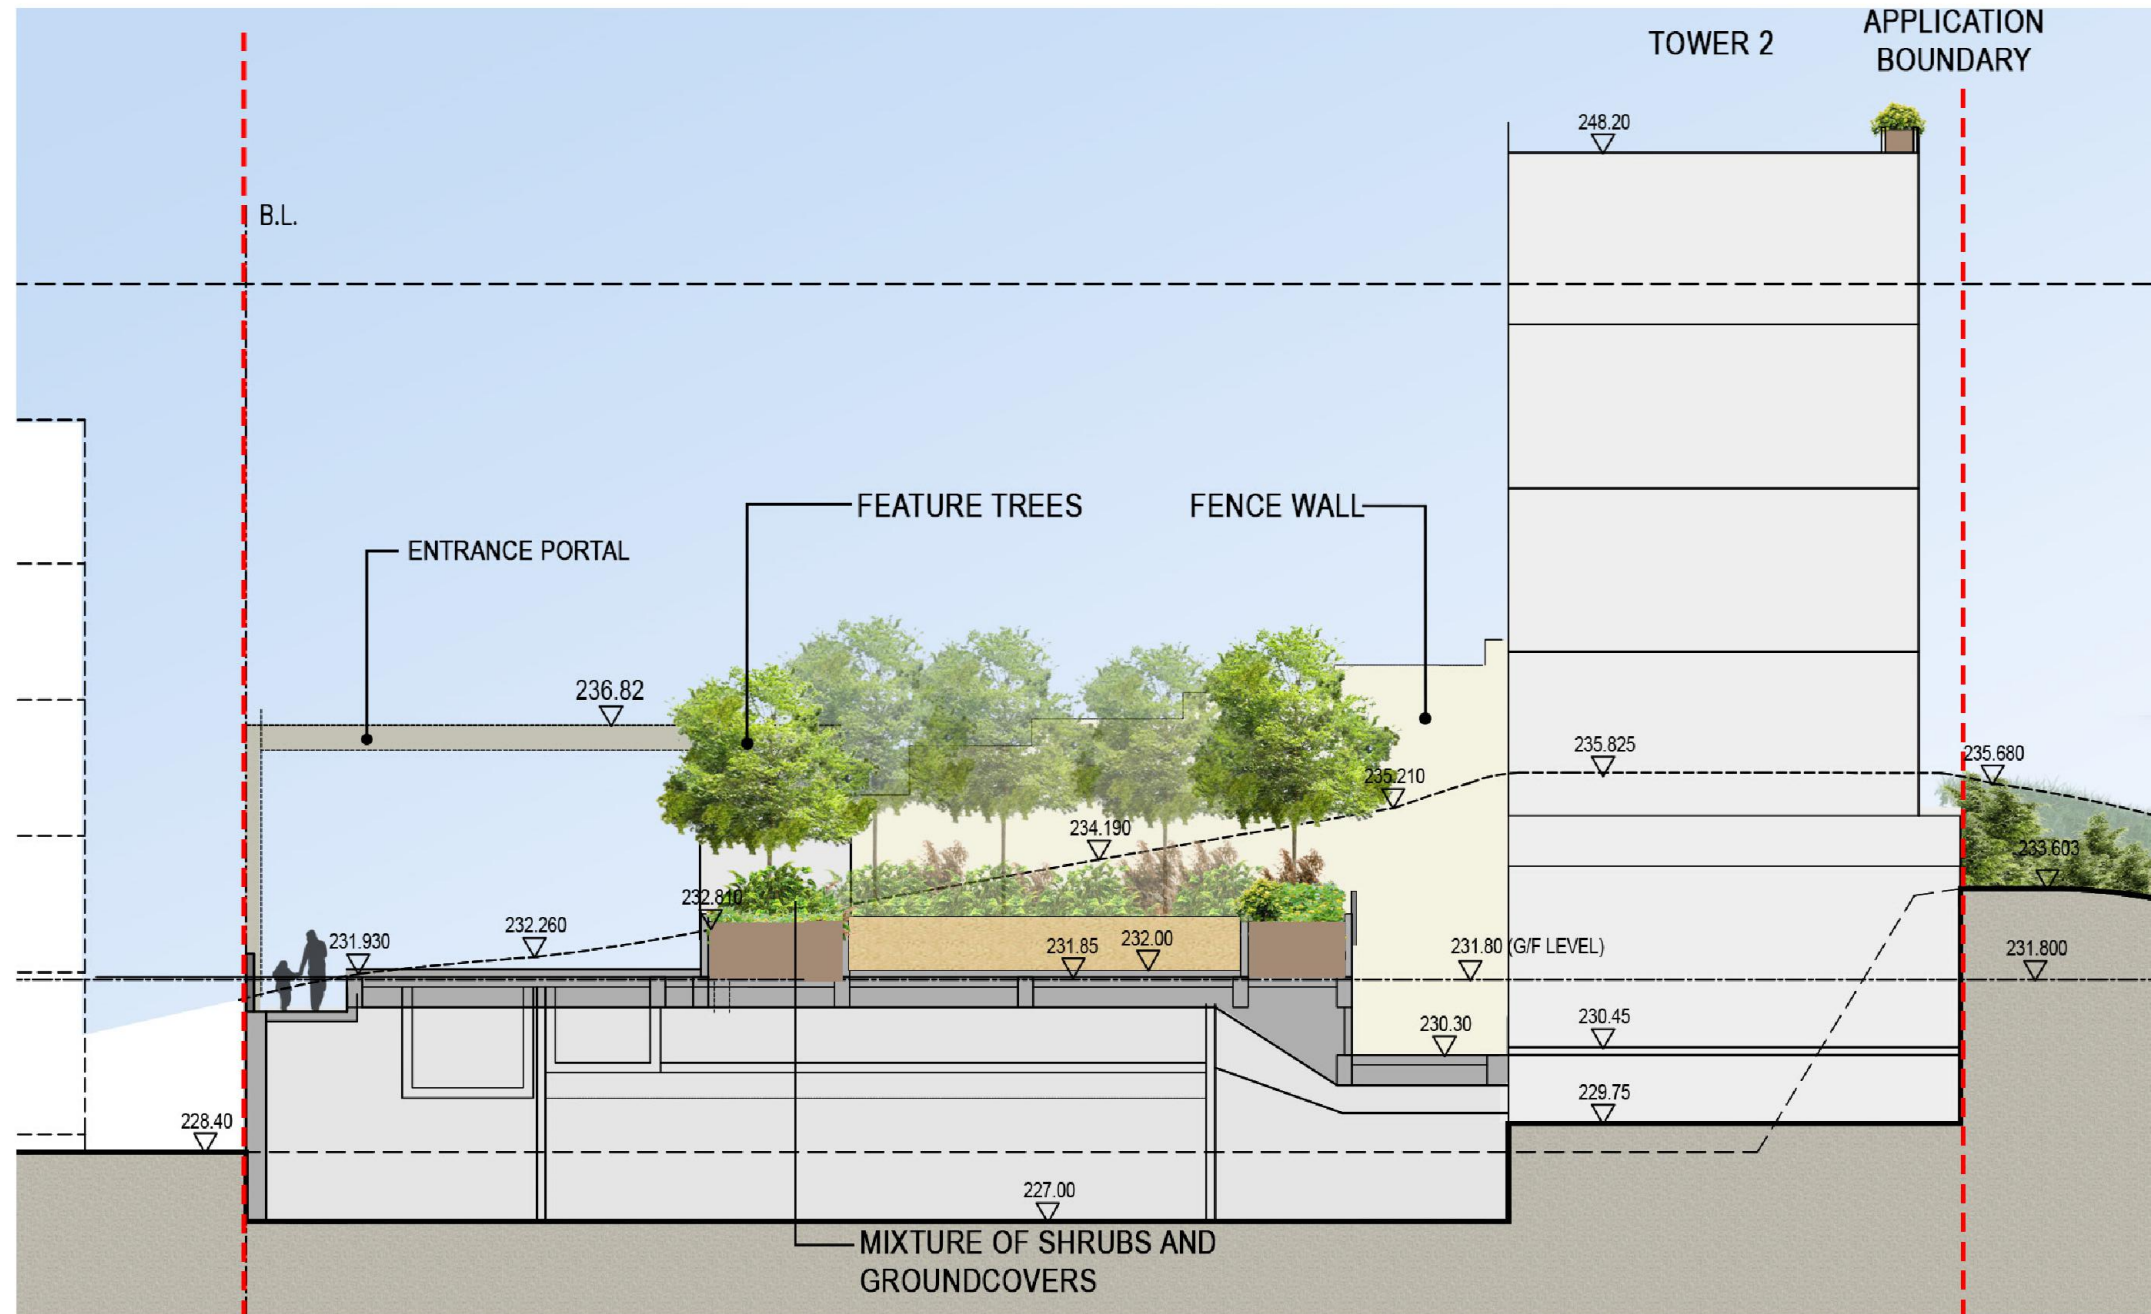 TOWER 2
APPLICATION
BOUNDARY
248.20
B.L.
FEATURE TREES
FENCE WALL
ENTRANCE PORTAL
236.82
235.825
235.680
235.210
234.190
233.603
232.810
232.260
231.930
231.85
232.00
231.80 (G/F LEVEL)
231.800
230.30
230.45
229.75
228.40
227.00
MIXTURE OF SHRUBS AND
GROUNDCOVERS